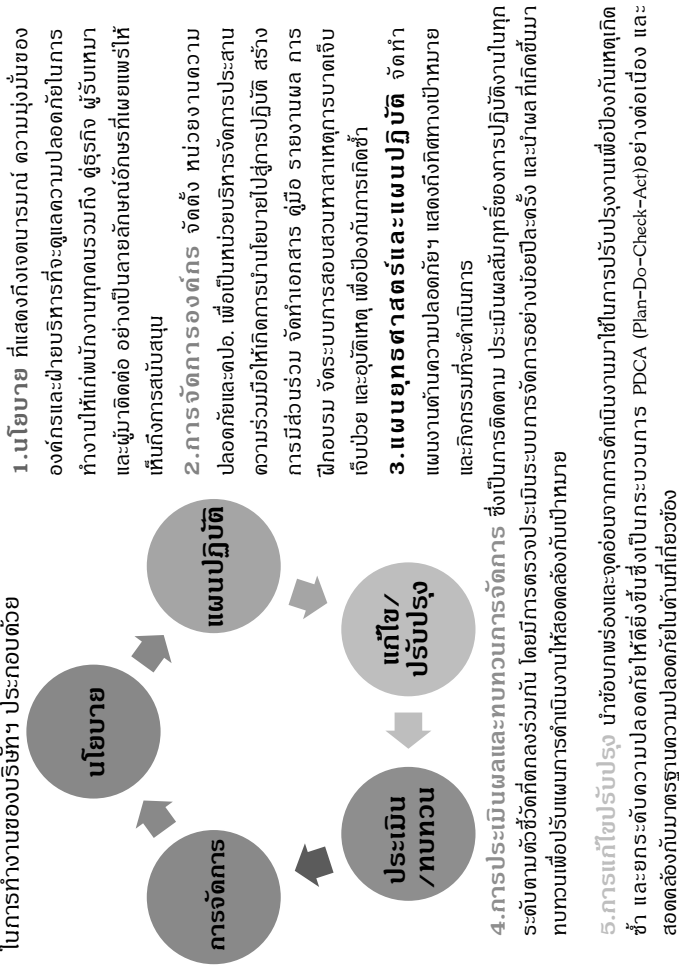 ในการทำงานของบริษัทฯ ประกอบด้วย
นโยบาย
แผนปฏิบัติ
แก้ไข/
ปรับปรุง
ประเมิน
/ทบทวน
การจัดการ
1.นโยบาย ที่แสดงถึงเจตนารมณ์ ความมุ่งมั่นของ
องค์กรและฝ่ายบริหารที่จะดูแลความปลอดภัยในการ
ทำงานให้แก่พนักงานทุกคนรวมถึง คู่ธุรกิจ ผู้รับเหมา
และผู้มาติดต่อ อย่างเป็นลายลักษณ์อักษรที่เผยแพร่ให้
เห็นถึงการสนับสนุน
2.การจัดการองค์กร จัดตั้ง หน่วยงานความ
ปลอดภัยและคปอ. เพื่อเป็นหน่วยบริหารจัดการประสาน
ความร่วมมือให้เกิดการนำนโยบายไปสู่การปฏิบัติ สร้าง
การมีส่วนร่วม จัดทำเอกสาร คู่มือ รายงานผล การ
ฝึกอบรม จัดระบบการสอบสวนหาสาเหตุการบาดเจ็บ
เจ็บป่วย และอุบัติเหตุ เพื่อป้องกันการเกิดซ้ำ
3.แผนยุทธศาสตร์และแผนปฏิบัติ จัดทำ
แผนงานด้านความปลอดภัยฯ แสดงถึงทิศทางเป้าหมาย
และกิจกรรมที่จะดำเนินการ
4.การประเมินผลและทบทวนการจัดการ ซึ่งเป็นการติดตาม ประเมินผลสัมฤทธิ์ของการปฏิบัติงานในทุก
ระดับตามตัวชี้วัดที่ตกลงร่วมกัน โดยมีการตรวจประเมินระบบการจัดการอย่างน้อยปีละครั้ง และนำผลที่เกิดขึ้นมา
ทบทวนเพื่อปรับแผนการดำเนินงานให้สอดคล้องกับเป้าหมาย
5.การแก้ไขปรับปรุง นำข้อบกพร่องและจุดอ่อนจากการดำเนินงานมาใช้ในการปรับปรุงงานเพื่อป้องกันเหตุเกิด
ซ้ำ และยกระดับความปลอดภัยให้ดียิ่งขึ้นซึ่งเป็นกระบวนการ PDCA (Plan-Do-Check-Act)อย่างต่อเนื่อง และ
สอดคล้องกับมาตรฐานความปลอดภัยในด้านที่เกี่ยวข้อง